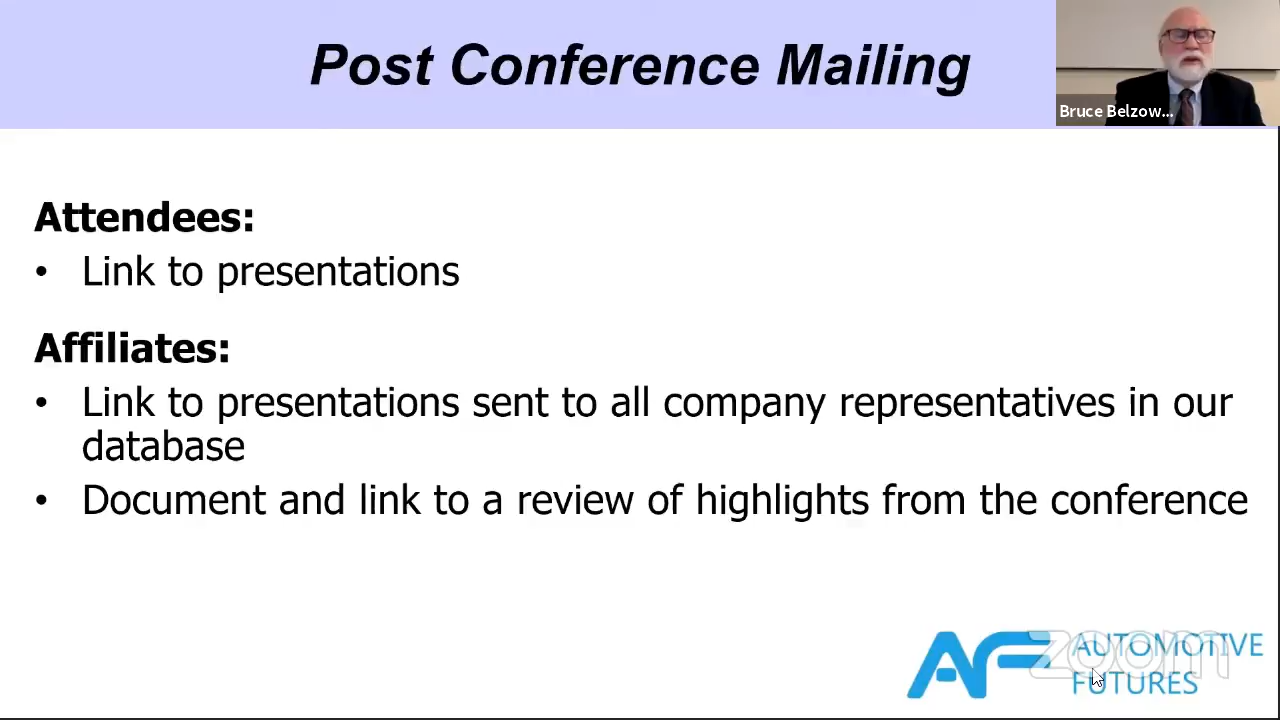 Post Conference Mailing
Bruce Belzow...
Attendees:
• Link to presentations
Affiliates:
• Link to presentations sent to all company representatives in our
database
• Document and link to a review of highlights from the conference
AF
zoom
AUTOMOTIVE
FUTURES